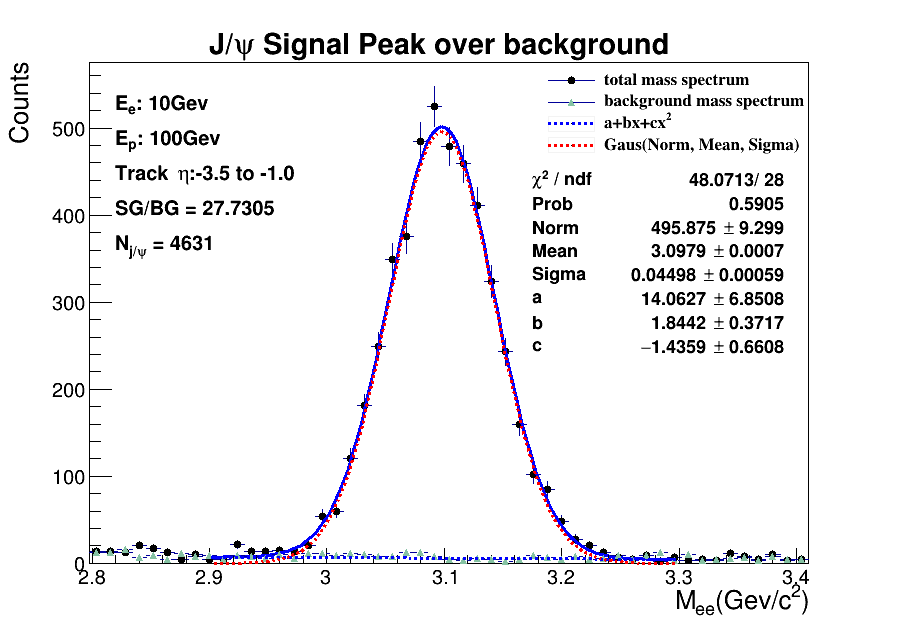 J/ψ Signal Peak over background
Counts
E_e: 10Gev
E_p: 100Gev
Track η:-3.5 to -1.0
SG/BG = 27.7305
N_j/ψ = 4631
total mass spectrum
background mass spectrum
a+bx+cx²
Gaus(Norm, Mean, Sigma)
χ² / ndf 48.0713/ 28
Prob 0.5905
Norm 495.875 ± 9.299
Mean 3.0979 ± 0.0007
Sigma 0.04498 ± 0.00059
a 14.0627 ± 6.8508
b 1.8442 ± 0.3717
c −1.4359 ± 0.6608
500
400
300
200
100
0
2.8 2.9 3 3.1 3.2 3.3 3.4
M_ee(Gev/c²)